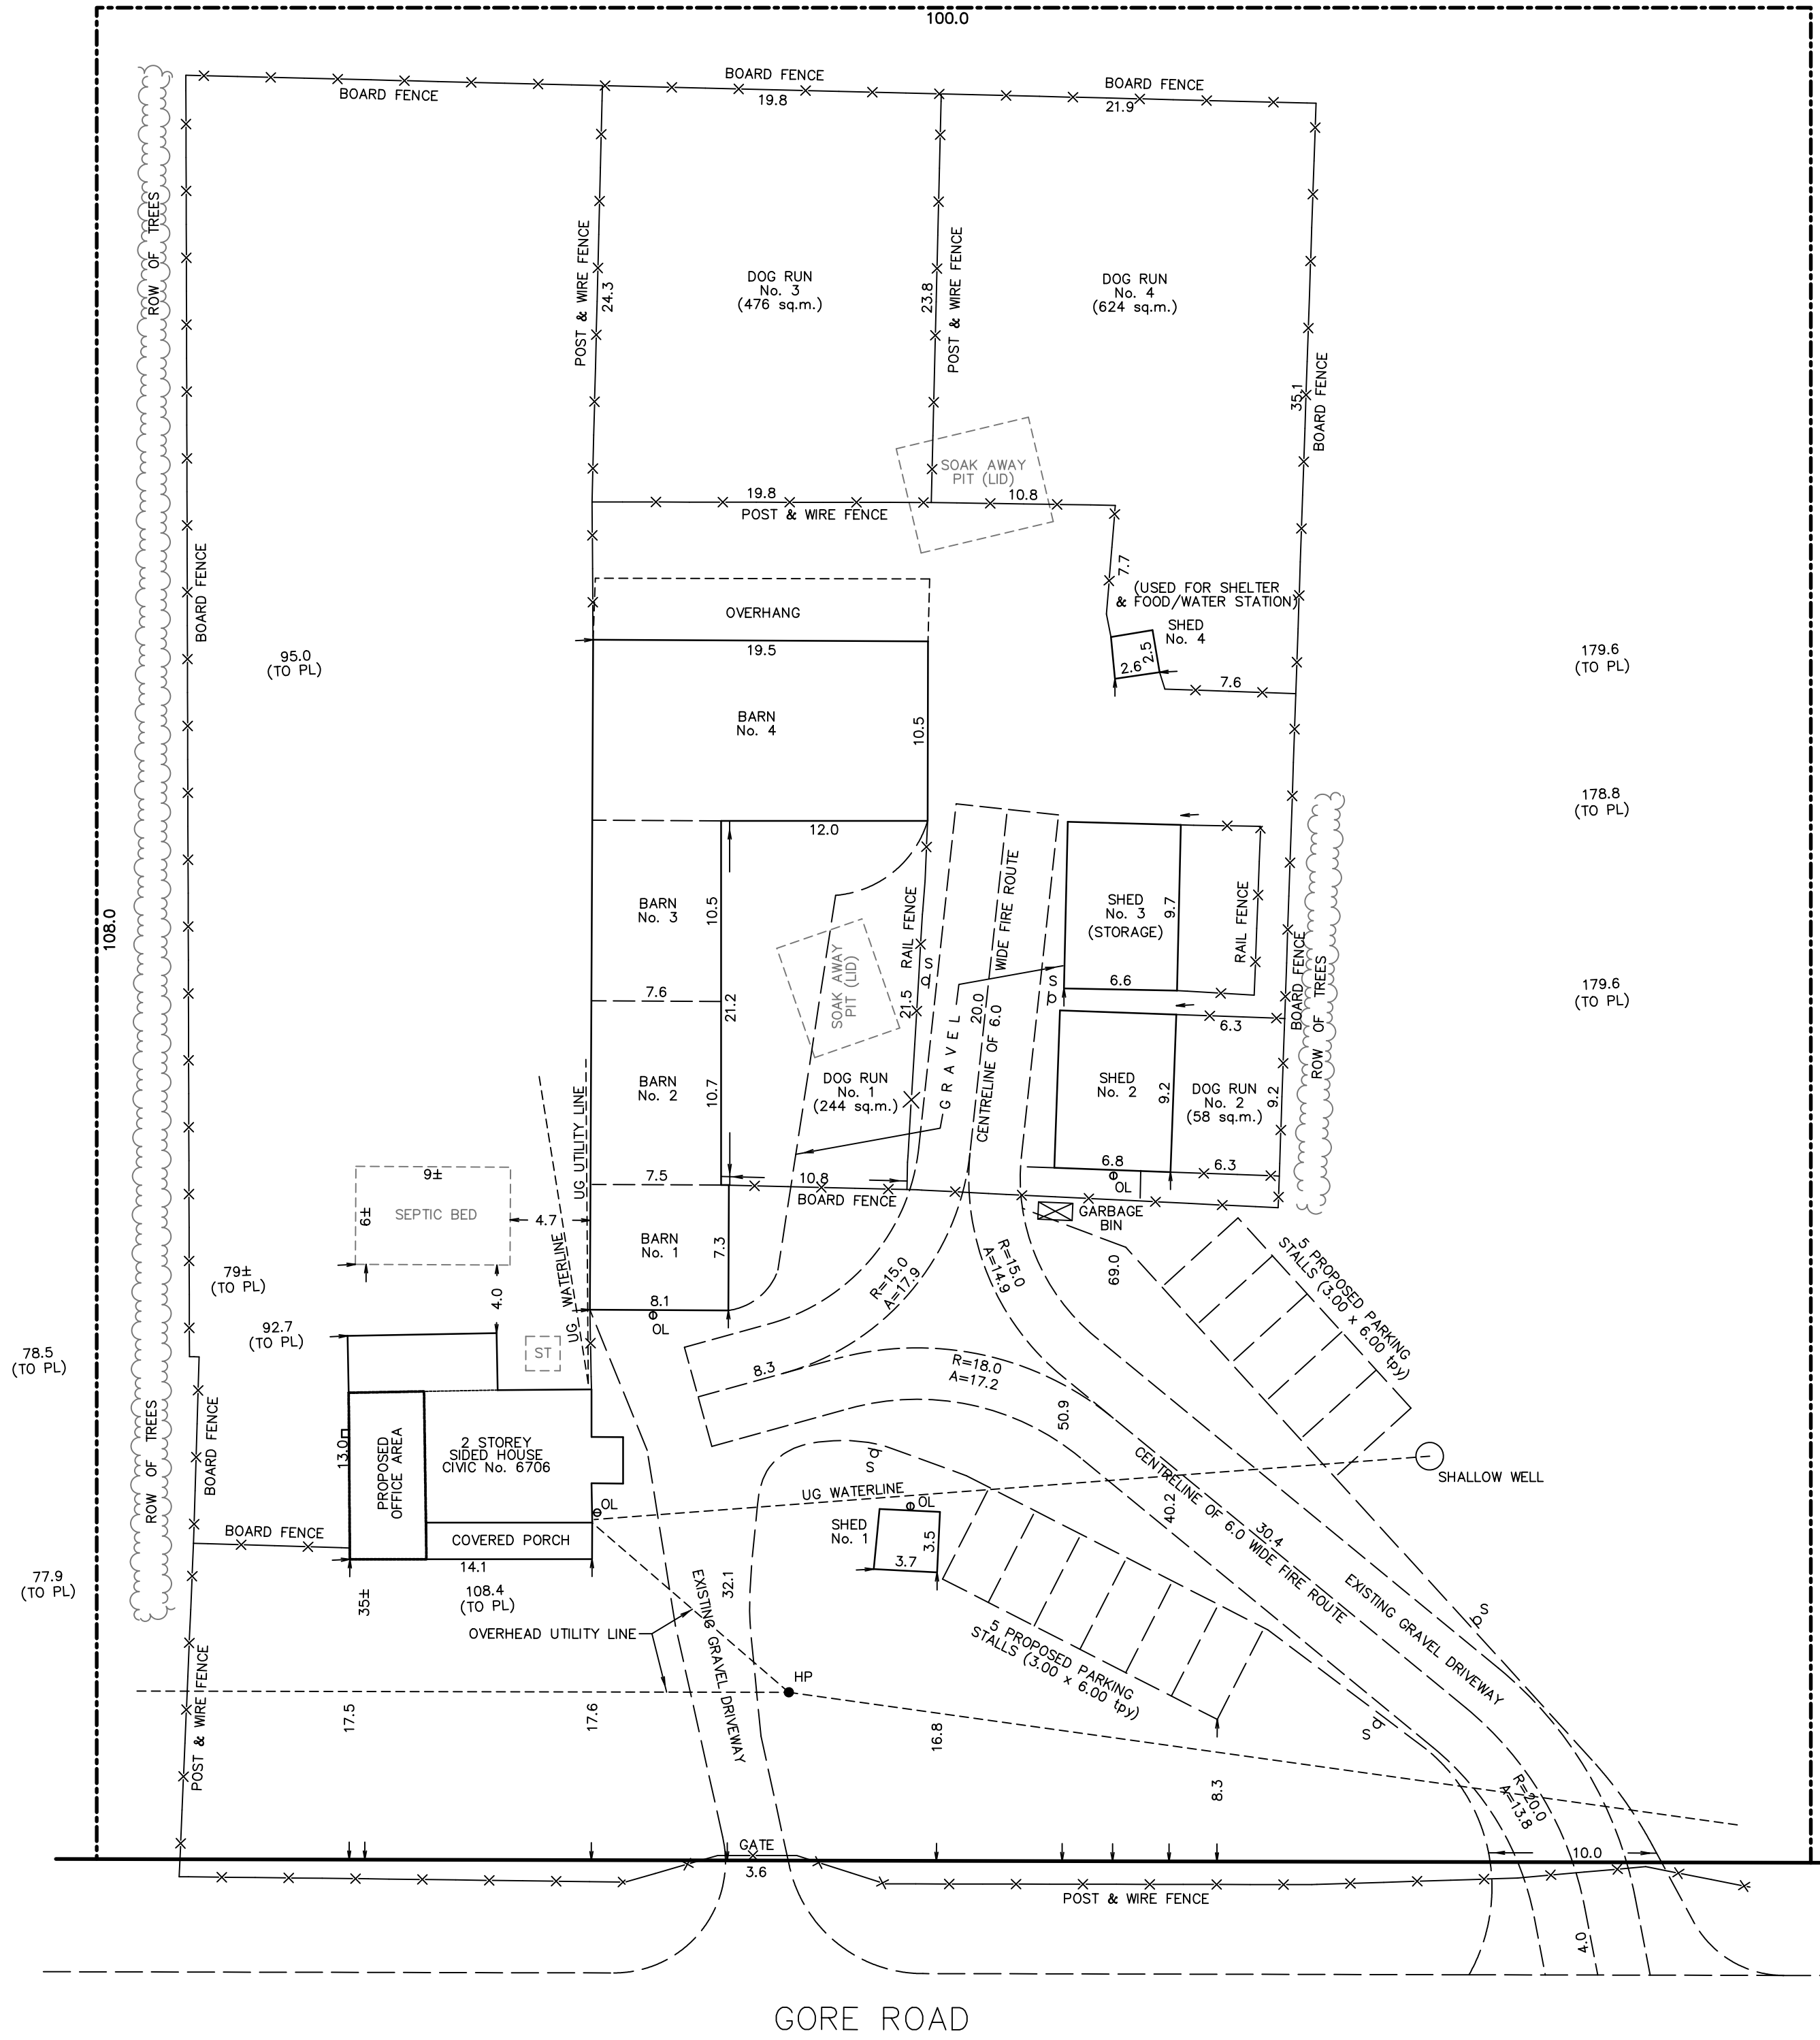 100.0
BOARD FENCE
BOARD FENCE
BOARD FENCE
19.8
21.9
ROW OF TREES
POST & WIRE FENCE
24.3
DOG RUN
No. 3
(476 sq.m.)
23.8
POST & WIRE FENCE
DOG RUN
No. 4
(624 sq.m.)
35.1
BOARD FENCE
SOAK AWAY
PIT (LID)
19.8
10.8
POST & WIRE FENCE
7.7
BOARD FENCE
(USED FOR SHELTER
& FOOD/WATER STATION)
SHED
No. 4
2.6
2.5
7.6
OVERHANG
19.5
95.0
(TO PL)
179.6
(TO PL)
BARN
No. 4
10.5
178.8
(TO PL)
12.0
108.0
BARN
No. 3
10.5
RAIL FENCE
WIDE FIRE ROUTE
SHED
No. 3
(STORAGE)
9.7
RAIL FENCE
BOARD FENCE
ROW OF TREES
SOAK AWAY
PIT (LID)
S
S
6.6
7.6
21.2
21.5
20.0
CENTRELINE OF 6.0
GRAVEL
179.6
(TO PL)
6.3
BARN
No. 2
10.7
DOG RUN
No. 1
(244 sq.m.)
SHED
No. 2
9.2
DOG RUN
No. 2
(58 sq.m.)
9.2
UG UTILITY LINE
9±
6±
SEPTIC BED
4.7
7.5
10.8
BOARD FENCE
6.8
6.3
OL
GARBAGE
BIN
BARN
No. 1
7.3
UG WATERLINE
79±
(TO PL)
4.0
8.1
OL
R=15.0
A=17.9
R=15.0
A=14.9
69.0
5 PROPOSED PARKING
STALLS (3.00 x 6.00 tpy)
92.7
(TO PL)
78.5
(TO PL)
ST
8.3
R=18.0
A=17.2
50.9
ROW OF TREES
BOARD FENCE
13.0
PROPOSED
OFFICE AREA
2 STOREY
SIDED HOUSE
CIVIC No. 6706
S
SHALLOW WELL
UG WATERLINE
CENTRELINE OF 6.0 WIDE FIRE ROUTE
40.2
30.4
OL
OL
BOARD FENCE
COVERED PORCH
SHED
No. 1
3.7
3.5
14.1
77.9
(TO PL)
35±
108.4
(TO PL)
32.1
EXISTING GRAVEL DRIVEWAY
EXISTING GRAVEL DRIVEWAY
S
OVERHEAD UTILITY LINE
5 PROPOSED PARKING
STALLS (3.00 x 6.00 tpy)
HP
POST & WIRE FENCE
17.5
17.6
16.8
S
8.3
R=20.0
A=13.8
GATE
3.6
10.0
POST & WIRE FENCE
4.0
GORE ROAD